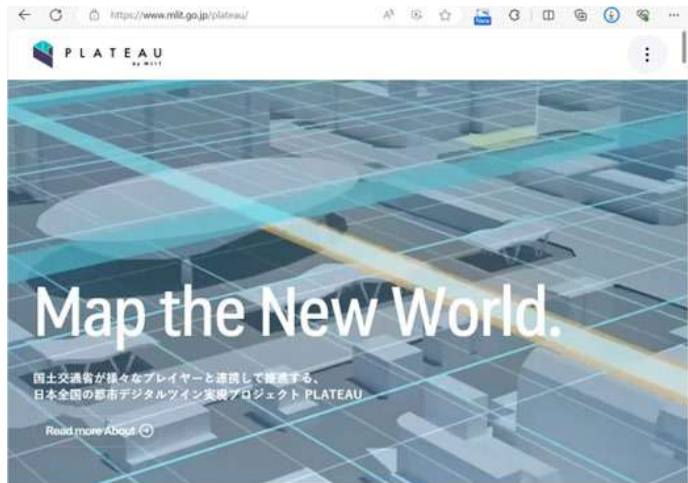 https://www.mlit.go.jp/plateau/
New
PLATEAU
by MLIT
Map the New World.
国土交通省が様々なプレイヤーと連携して推進する、
日本全国の都市デジタルツイン実現プロジェクト PLATEAU
Read more About